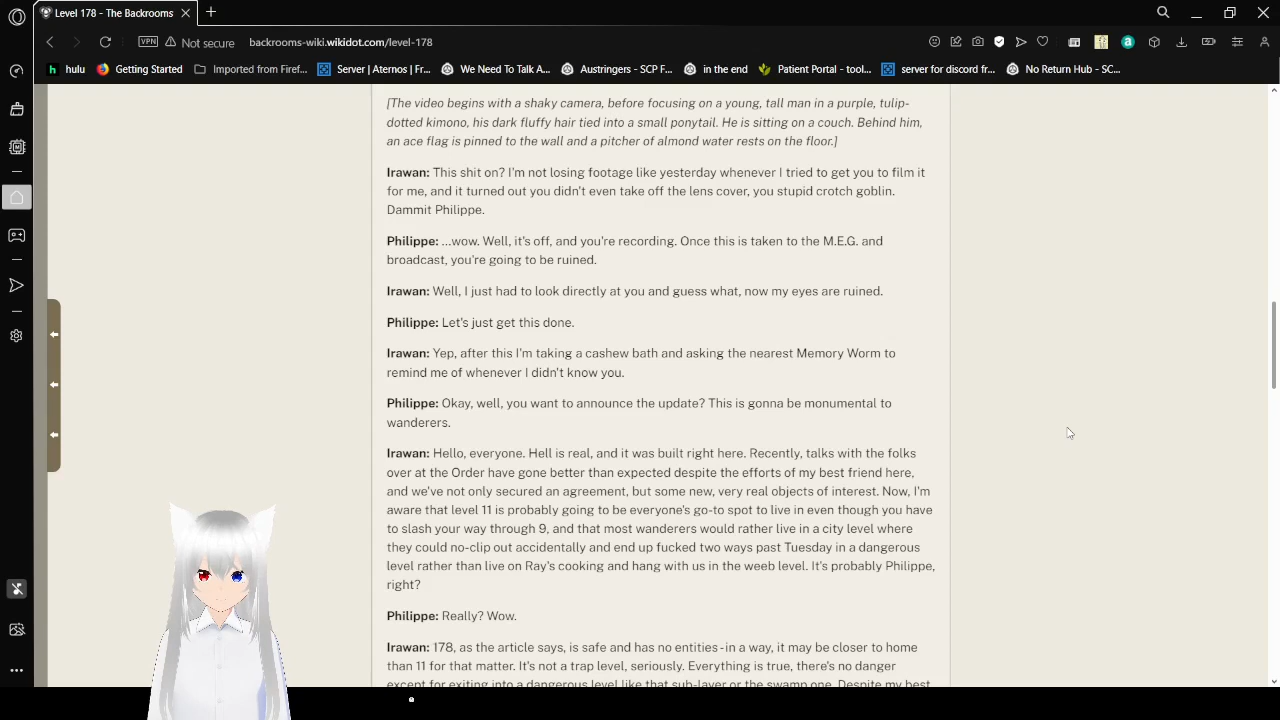 Level 178 - The Backrooms
VPN Not secure backrooms-wiki.wikidot.com/level-178
hulu Getting Started Imported from Firef... Server | Aternos | Fr... We Need To Talk A... Austringers - SCP F... in the end Patient Portal - tool... server for discord fr... No Return Hub - SC...
[The video begins with a shaky camera, before focusing on a young, tall man in a purple, tulip-
dotted kimono, his dark fluffy hair tied into a small ponytail. He is sitting on a couch. Behind him,
an ace flag is pinned to the wall and a pitcher of almond water rests on the floor.]
Irawan: This shit on? I'm not losing footage like yesterday whenever I tried to get you to film it
for me, and it turned out you didn't even take off the lens cover, you stupid crotch goblin.
Dammit Philippe.
Philippe: ...wow. Well, it's off, and you're recording. Once this is taken to the M.E.G. and
broadcast, you're going to be ruined.
Irawan: Well, I just had to look directly at you and guess what, now my eyes are ruined.
Philippe: Let's just get this done.
Irawan: Yep, after this I'm taking a cashew bath and asking the nearest Memory Worm to
remind me of whenever I didn't know you.
Philippe: Okay, well, you want to announce the update? This is gonna be monumental to
wanderers.
Irawan: Hello, everyone. Hell is real, and it was built right here. Recently, talks with the folks
over at the Order have gone better than expected despite the efforts of my best friend here,
and we've not only secured an agreement, but some new, very real objects of interest. Now, I'm
aware that level 11 is probably going to be everyone's go-to spot to live in even though you have
to slash your way through 9, and that most wanderers would rather live in a city level where
they could no-clip out accidentally and end up fucked two ways past Tuesday in a dangerous
level rather than live on Ray's cooking and hang with us in the weeb level. It's probably Philippe,
right?
Philippe: Really? Wow.
Irawan: 178, as the article says, is safe and has no entities - in a way, it may be closer to home
than 11 for that matter. It's not a trap level, seriously. Everything is true, there's no danger
except for exiting into a dangerous level like that sub-layer or the swamp one. Despite my best